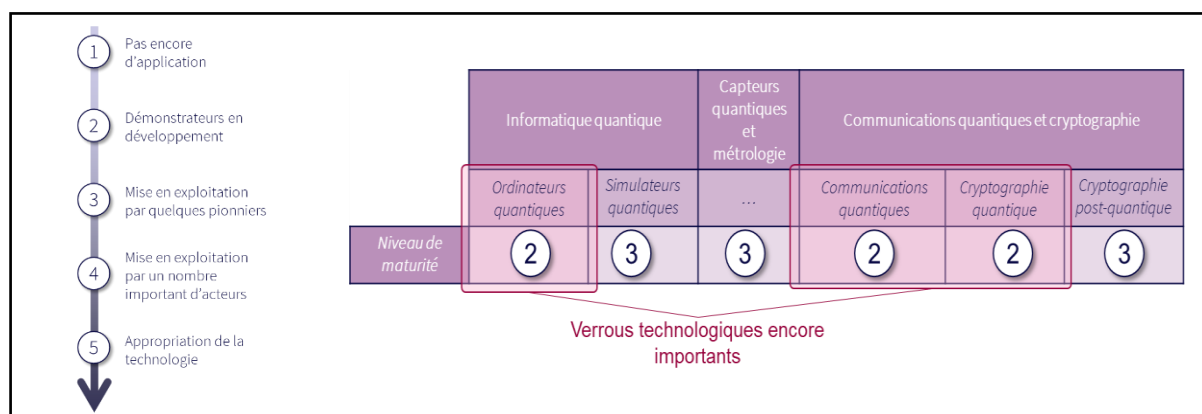 1
Pas encore
d'application
2
Démonstrateurs en
développement
3
Mise en exploitation
par quelques pionniers
4
Mise en exploitation
par un nombre
important d'acteurs
5
Appropriation de la
technologie
Informatique quantique
Capteurs
quantiques
et
métrologie
Communications quantiques et cryptographie
Ordinateurs
quantiques
Simulateurs
quantiques
...
Communications
quantiques
Cryptographie
quantique
Cryptographie
post-quantique
Niveau de
maturité
2
3
3
2
2
3
Verrous technologiques encore
importants